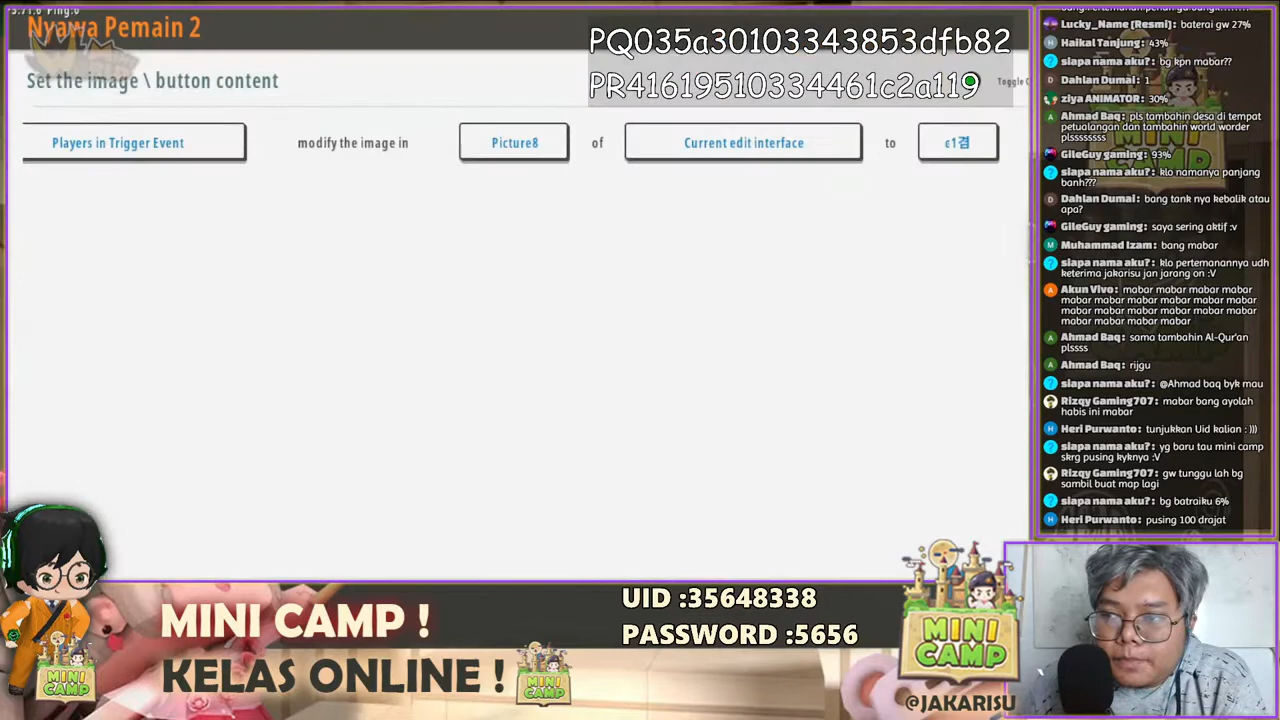 Nyawa Pemain 2
PQ035a30103343853dfb82
Set the image \ button content
PR41619510334461c2a119
Players in Trigger Event modify the image in Picture8 of Current edit interface to
Lucky_Name [Resmi]: baterai gw 27%
Haikal Tanjung: 43%
siapa nama aku?: bg kpn mabar??
Dahlan Dumai: 1
ziya ANIMATOR: 30%
Ahmad Baq: pls tambahin desa di tempat
petualangan dan tambahin world worder
plssssssss
GileGuy gaming: 93%
siapa nama aku?: klo namanya panjang
banh???
Dahlan Dumai: bang tank nya kebalik atau
apa?
GileGuy gaming: saya sering aktif :v
Muhammad Izam: bang mabar
siapa nama aku?: klo pertemanannya udh
keterima jakarisu jan jarang on :V
Akun Vivo: mabar mabar mabar mabar
mabar mabar mabar mabar mabar mabar
mabar mabar mabar mabar mabar mabar
mabar mabar mabar mabar
Ahmad Baq: sama tambahin Al-Qur'an
plssss
Ahmad Baq: rijgu
siapa nama aku?: @Ahmad baq byk mau
Rizqy Gaming707: mabar bang ayolah
habis ini mabar
Heri Purwanto: tunjukkan Uid kalian : )))
siapa nama aku?: yg baru tau mini camp
skrg pusing kyknya :V
Rizqy Gaming707: gw tunggu lah bg
sambil buat map lagi
siapa nama aku?: bg batraiku 6%
Heri Purwanto: pusing 100 drajat
MINI CAMP !
KELAS ONLINE !
UID :35648338
PASSWORD :5656
MINI
CAMP
@JAKARISU
MINI
CAMP
MINI
CAMP